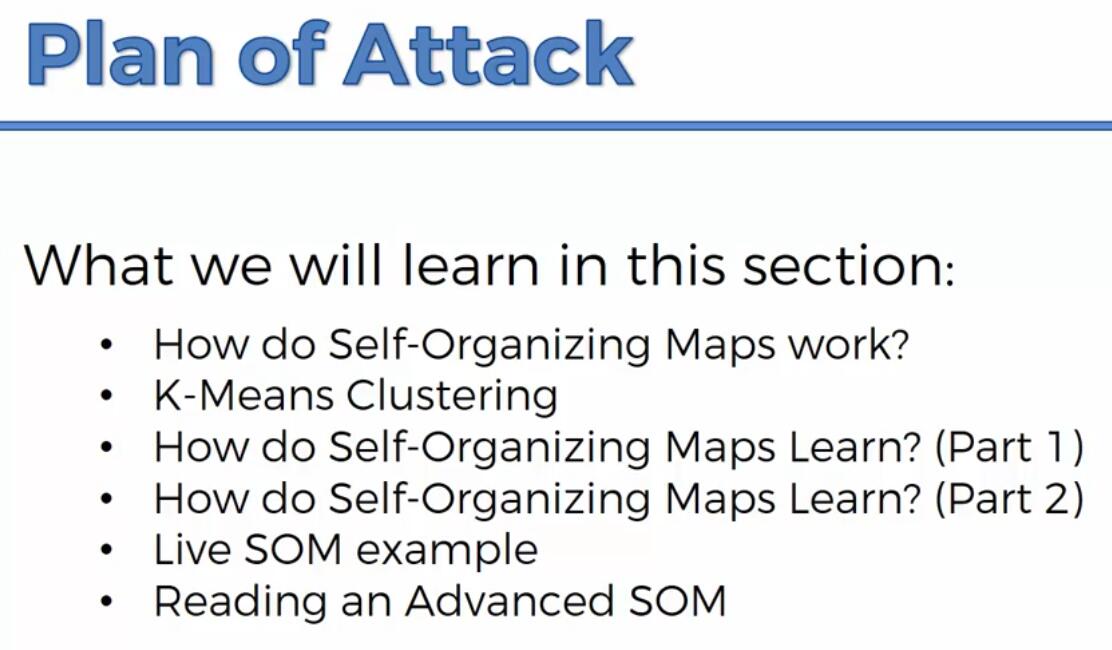 Plan of Attack
What we will learn in this section:
• How do Self-Organizing Maps work?
• K-Means Clustering
• How do Self-Organizing Maps Learn? (Part 1)
• How do Self-Organizing Maps Learn? (Part 2)
• Live SOM example
• Reading an Advanced SOM